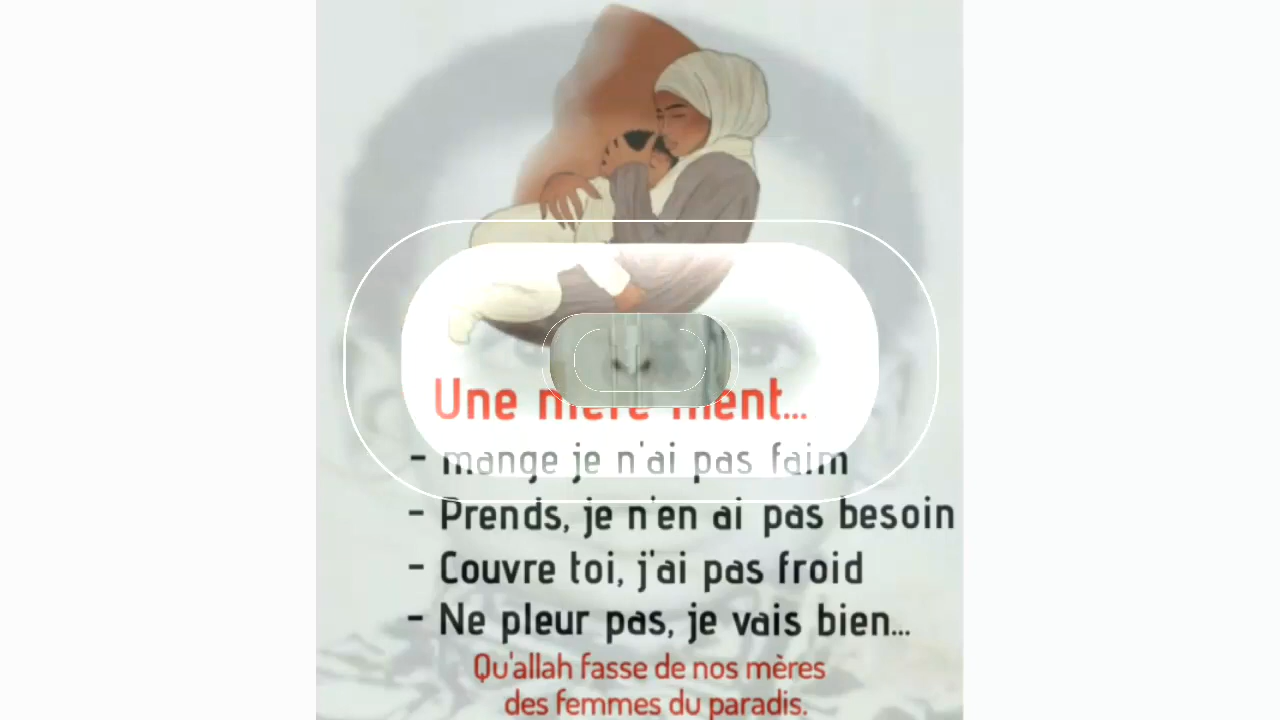 Une mère ment...
- mange je n'ai pas faim
- Prends, je n'en ai pas besoin
- Couvre toi, j'ai pas froid
- Ne pleur pas, je vais bien...
Qu'allah fasse de nos mères
des femmes du paradis.